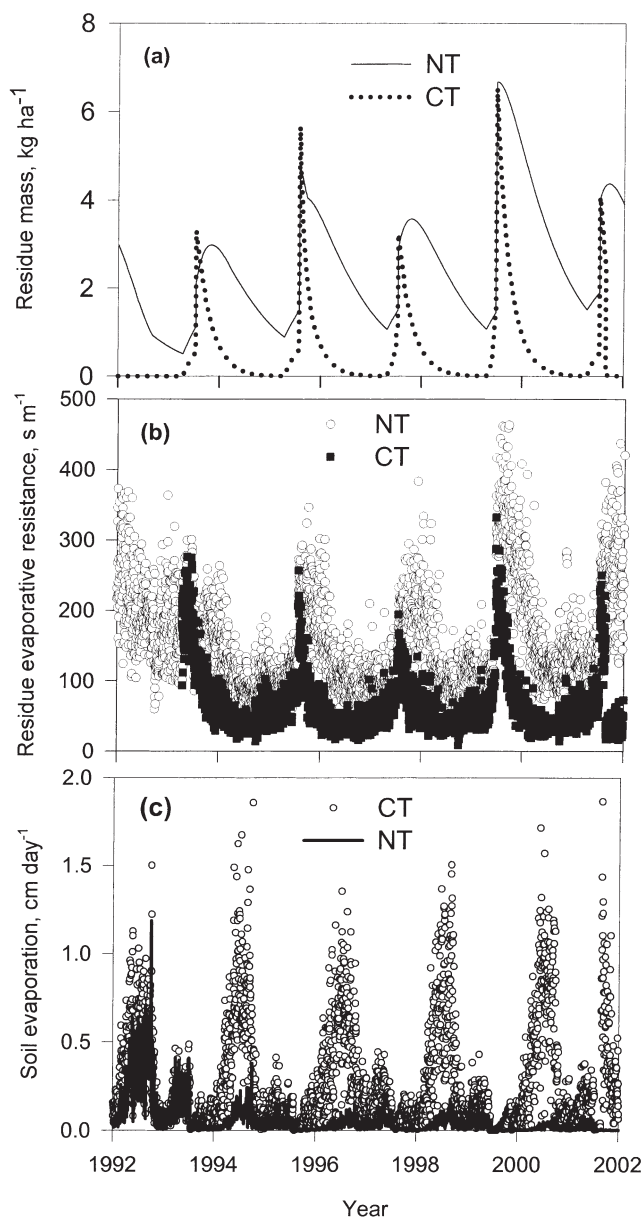 8
6
4
2
0
Residue mass, kg ha-1
(a)
NT
CT
500
400
300
200
100
0
Residue evaporative resistance, s m-1
(b)
NT
CT
2.0
1.5
1.0
0.5
0.0
Soil evaporation, cm day-1
(c)
CT
NT
1992 1994 1996 1998 2000 2002
Year